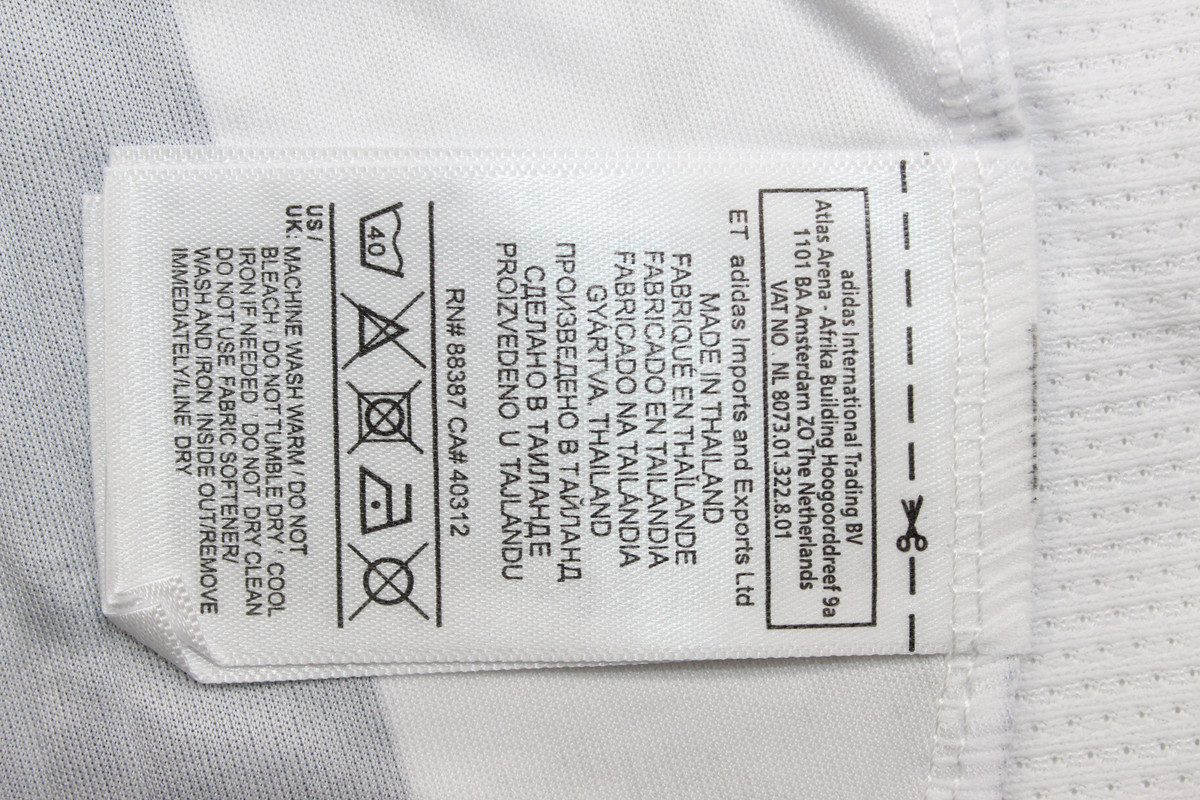 adidas International Trading BV
Atlas Arena - Afrika Building Hoogoorddreef 9a
1101 BA Amsterdam ZO The Netherlands
VAT NO . NL 8073.01.322.8.01
ET adidas Imports and Exports Ltd
MADE IN THAILAND
FABRIQUÉ EN THAÏLANDE
FABRICADO EN TAILANDIA
FABRICADO NA TAILÂNDIA
GYÁRTVA, THAILAND
ПРОИЗВЕДЕНО В ТАЙЛАНД
СДЕЛАНО В ТАИЛАНДЕ
PROIZVEDENO U TAJLANDU
RN# 88387 CA# 40312
40
US /
UK: MACHINE WASH WARM / DO NOT
BLEACH / DO NOT TUMBLE DRY / COOL
IRON IF NEEDED / DO NOT DRY CLEAN
DO NOT USE FABRIC SOFTENER/
WASH AND IRON INSIDE OUT/REMOVE
IMMEDIATELY/LINE DRY